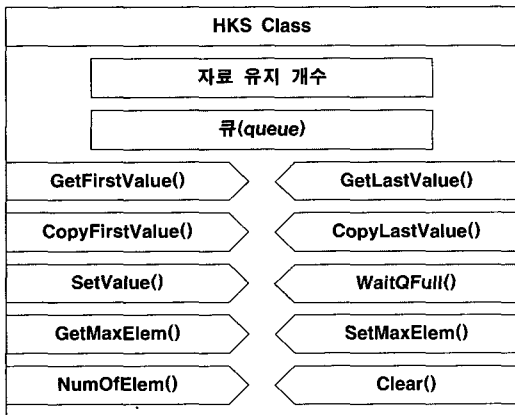 HKS Class
자료 유지 개수
큐(queue)
GetFirstValue() GetLastValue()
CopyFirstValue() CopyLastValue()
SetValue() WaitQFull()
GetMaxElem() SetMaxElem()
NumOfElem() Clear()